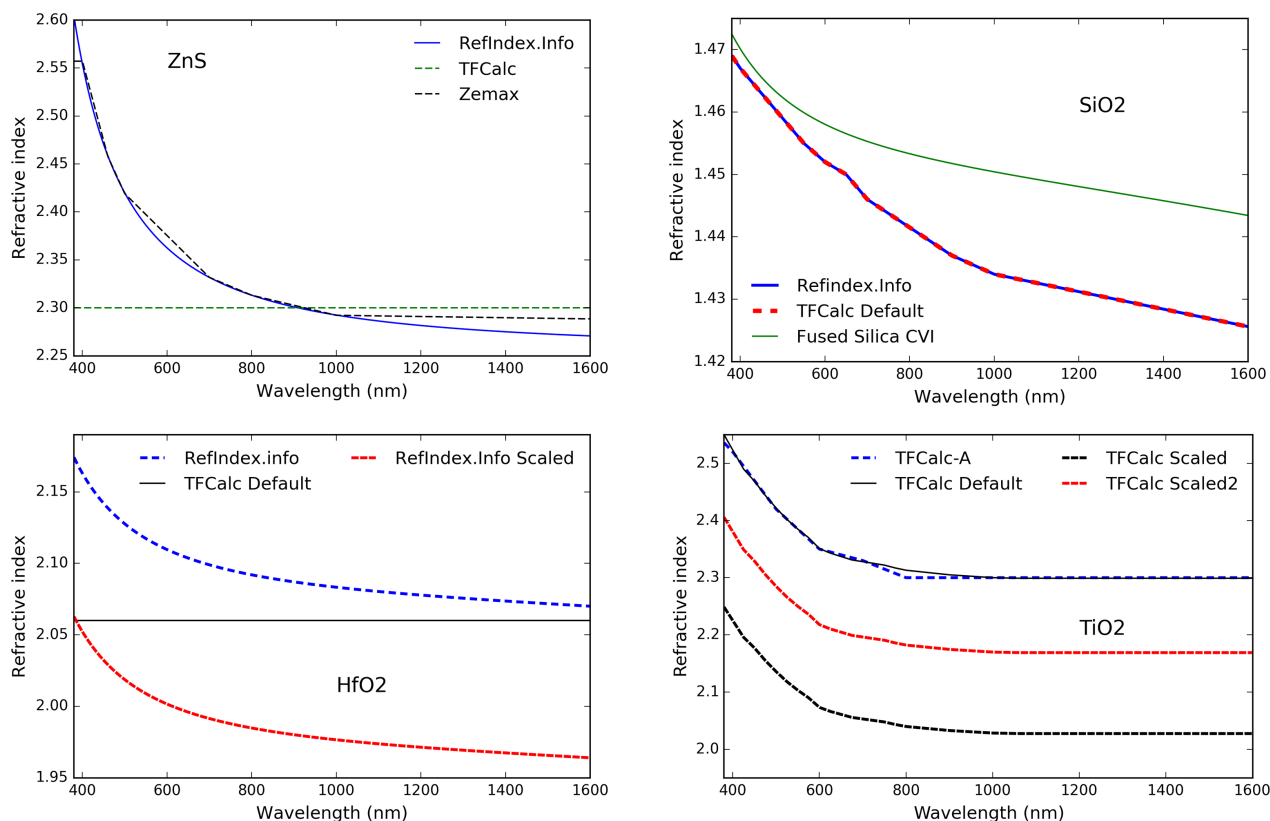 2.60
2.55
2.50
2.45
2.40
2.35
2.30
2.25
Refractive index
ZnS
RefIndex.Info
TFCalc
Zemax
400 600 800 1000 1200 1400 1600
Wavelength (nm)
1.47
1.46
1.45
1.44
1.43
1.42
Refractive index
SiO2
Refindex.Info
TFCalc Default
Fused Silica CVI
400 600 800 1000 1200 1400 1600
Wavelength (nm)
2.15
2.10
2.05
2.00
1.95
Refractive index
RefIndex.info
TFCalc Default
RefIndex.Info Scaled
HfO2
400 600 800 1000 1200 1400 1600
Wavelength (nm)
2.5
2.4
2.3
2.2
2.1
2.0
Refractive index
TFCalc-A
TFCalc Default
TFCalc Scaled
TFCalc Scaled2
TiO2
400 600 800 1000 1200 1400 1600
Wavelength (nm)